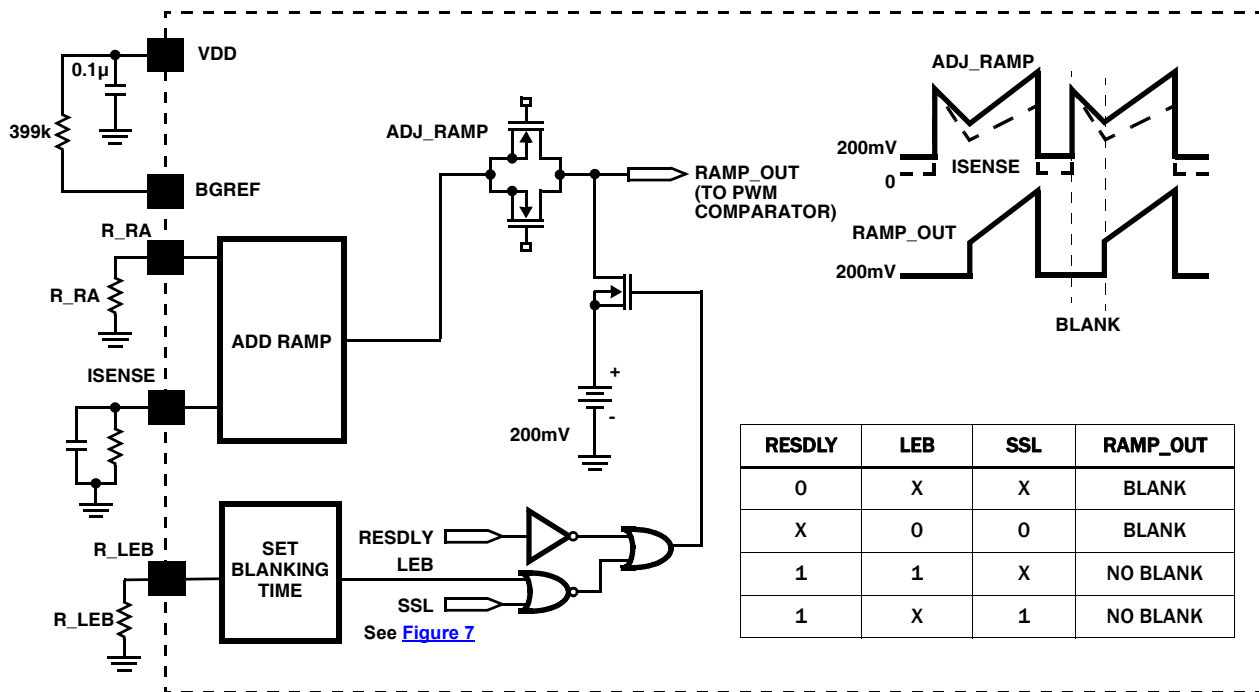 VDD
0.1µ
399k
BGREF
R_RA
R_RA
ADD RAMP
ISENSE
ADJ_RAMP
RAMP_OUT
(TO PWM
COMPARATOR)
+
-
200mV
R_LEB
R_LEB
SET
BLANKING
TIME
RESDLY
LEB
SSL
See Figure 7
ADJ_RAMP
200mV
ISENSE
0
RAMP_OUT
200mV
BLANK
RESDLY LEB SSL RAMP_OUT
0 X X BLANK
X 0 0 BLANK
1 1 X NO BLANK
1 X 1 NO BLANK